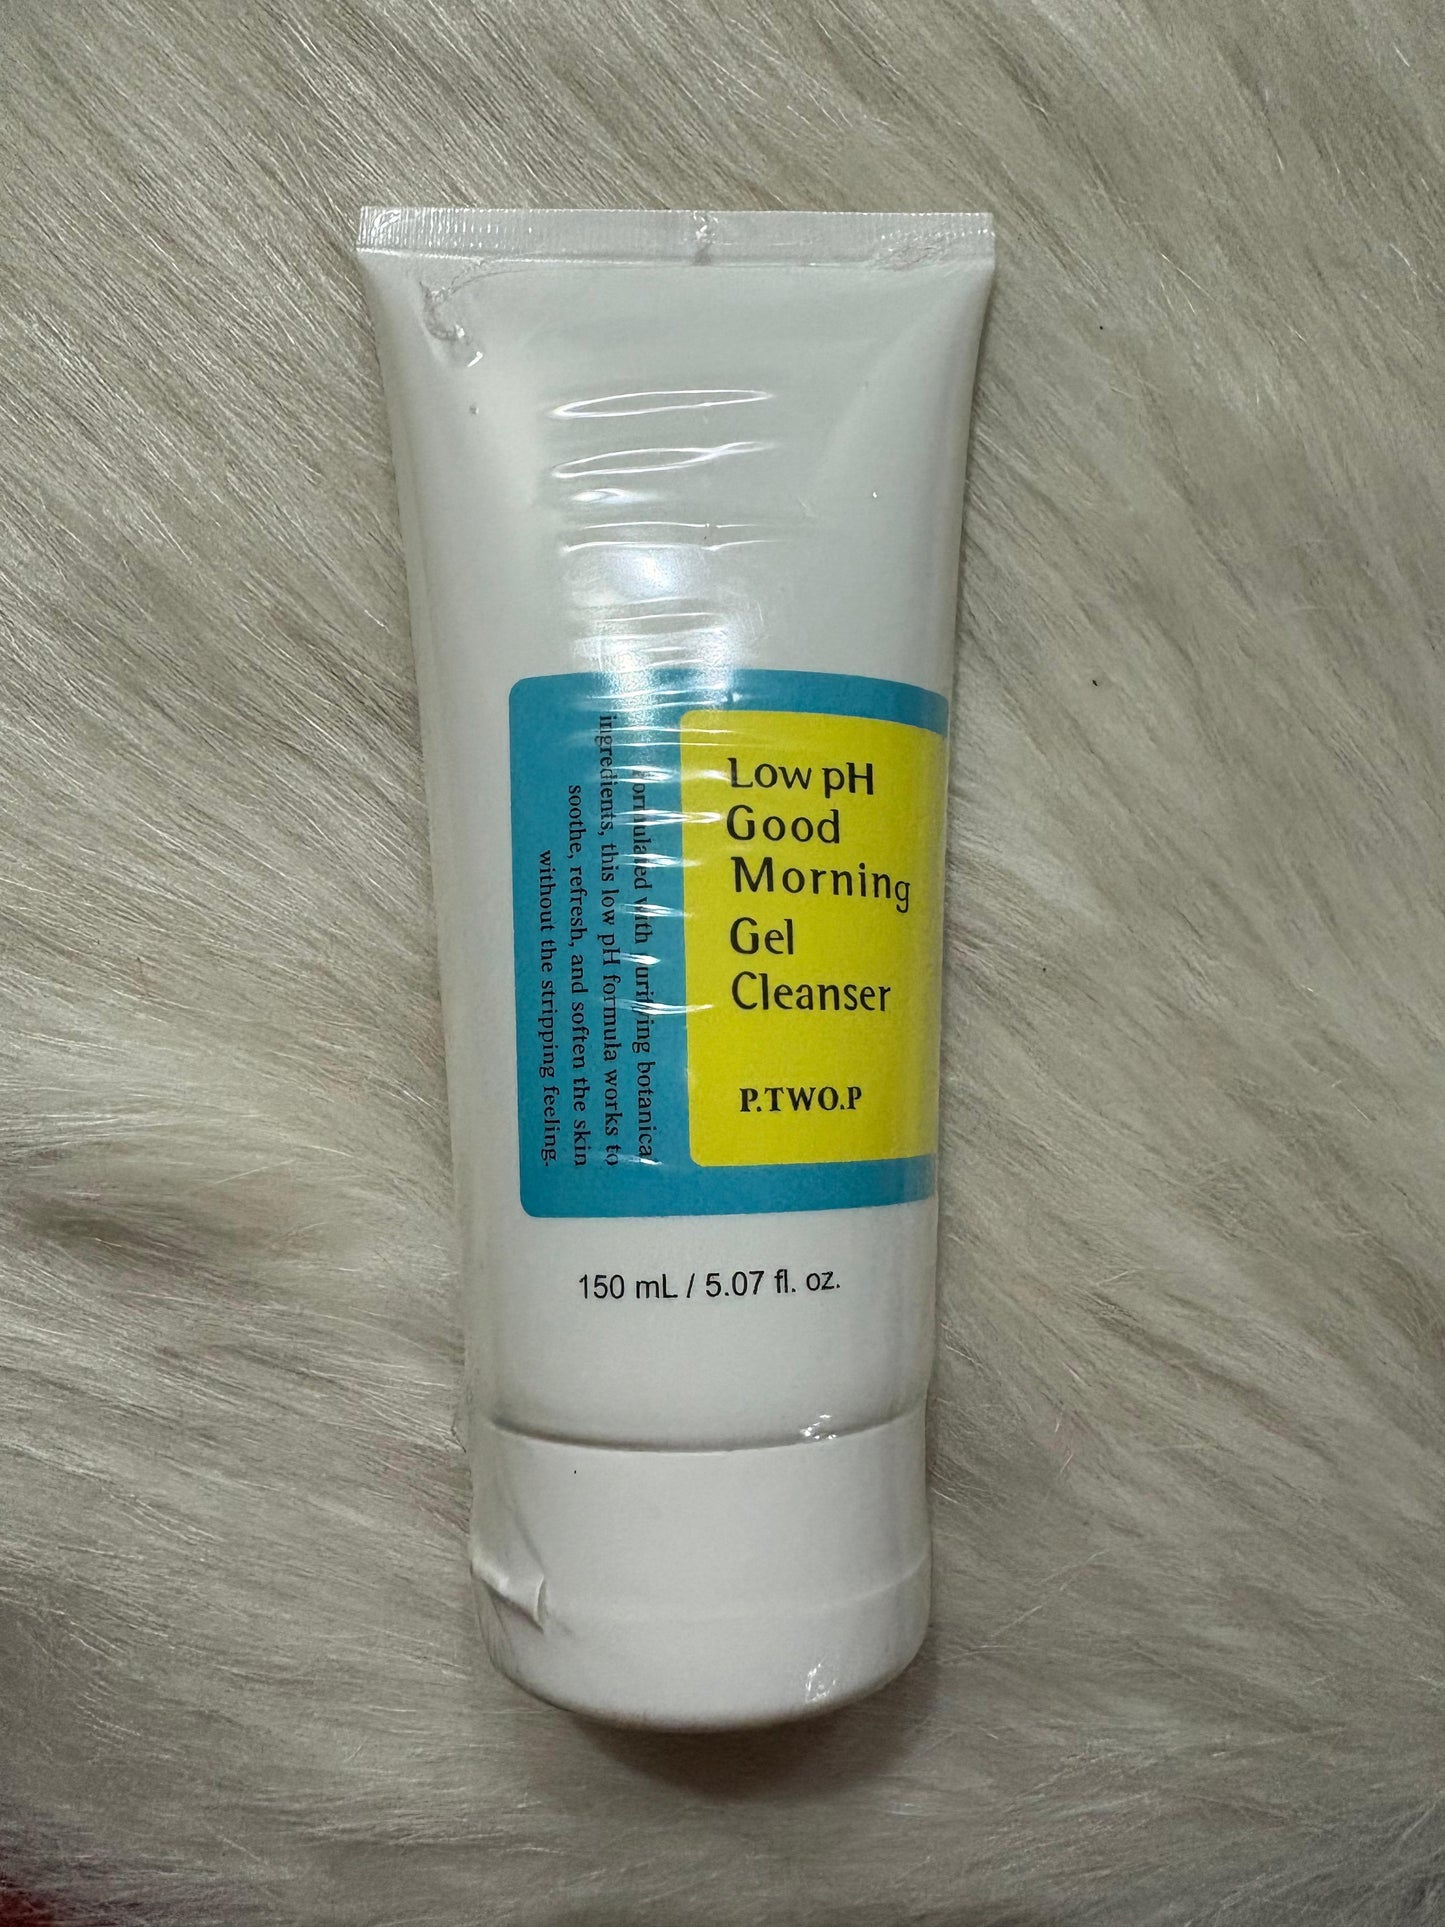 Low pH
Good
Morning
Gel
Cleanser
P.TWO.P
Formulated with Purifying botanical
ingredients, this low pH formula works to
soothe, refresh, and soften the skin
without the stripping feeling.
150 mL / 5.07 fl. oz.